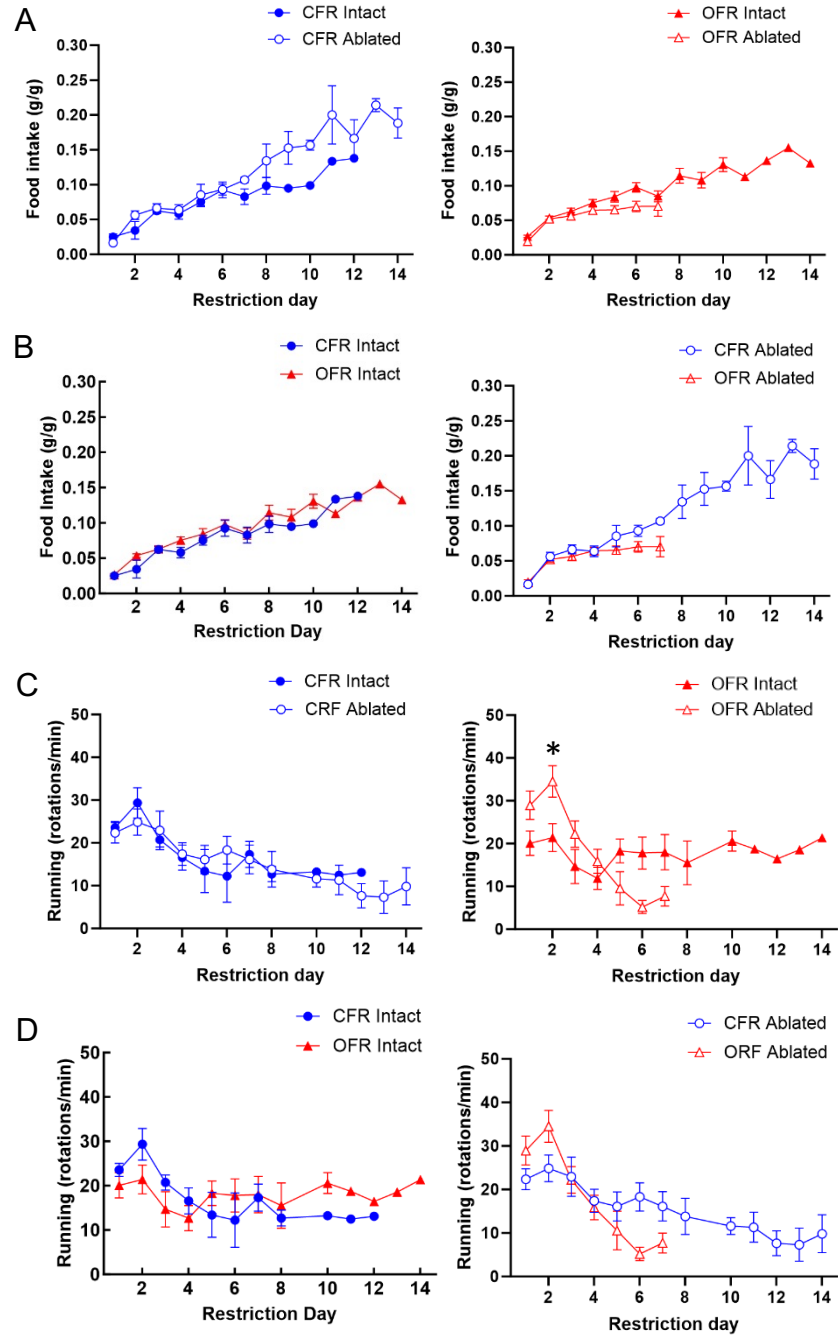 A
CFR Intact
CFR Ablated
OFR Intact
OFR Ablated
0.30
0.25
0.20
0.15
0.10
0.05
0.00
Food intake (g/g)
2 4 6 8 10 12 14
Restriction day
0.30
0.25
0.20
0.15
0.10
0.05
0.00
Food intake (g/g)
2 4 6 8 10 12 14
Restriction day
B
CFR Intact
OFR Intact
CFR Ablated
OFR Ablated
0.30
0.25
0.20
0.15
0.10
0.05
0.00
Food Intake (g/g)
2 4 6 8 10 12 14
Restriction Day
0.30
0.25
0.20
0.15
0.10
0.05
0.00
Food intake (g/g)
2 4 6 8 10 12 14
Restriction day
C
CFR Intact
CRF Ablated
OFR Intact
OFR Ablated
50
40
30
20
10
0
Running (rotations/min)
2 4 6 8 10 12 14
Restriction day
50
40
30
20
10
0
Running (rotations/min)
*
2 4 6 8 10 12 14
Restriction day
D
CFR Intact
OFR Intact
CFR Ablated
ORF Ablated
50
40
30
20
10
0
Running (rotations/min)
2 4 6 8 10 12 14
Restriction Day
50
40
30
20
10
0
Running (rotations/min)
2 4 6 8 10 12 14
Restriction day